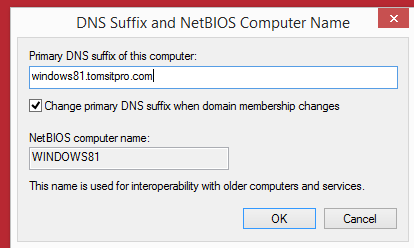 DNS Suffix and NetBIOS Computer Name
Primary DNS suffix of this computer:
windows81.tomsitpro.com
Change primary DNS suffix when domain membership changes
NetBIOS computer name:
WINDOWS81
This name is used for interoperability with older computers and services.
OK Cancel